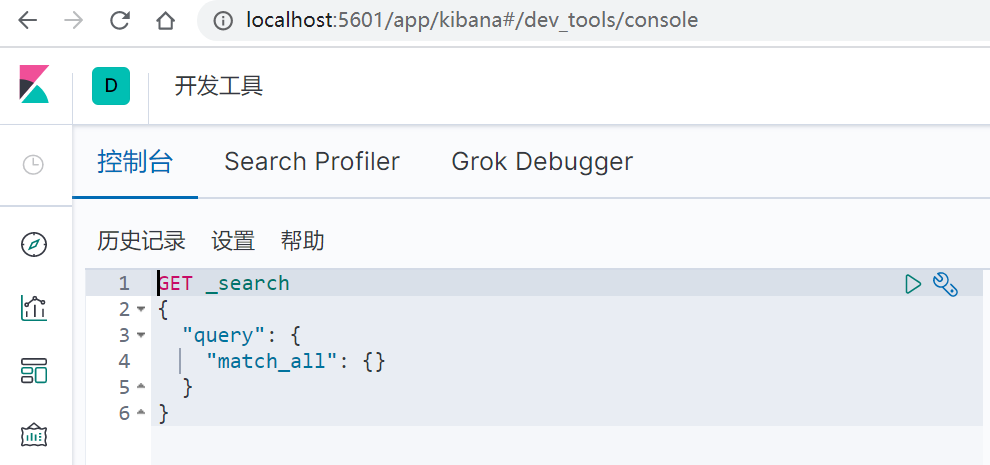 localhost:5601/app/kibana#/dev_tools/console
D 开发工具
控制台 Search Profiler Grok Debugger
历史记录 设置 帮助
1 GET _search
2 {
3   "query": {
4     "match_all": {}
5   }
6 }